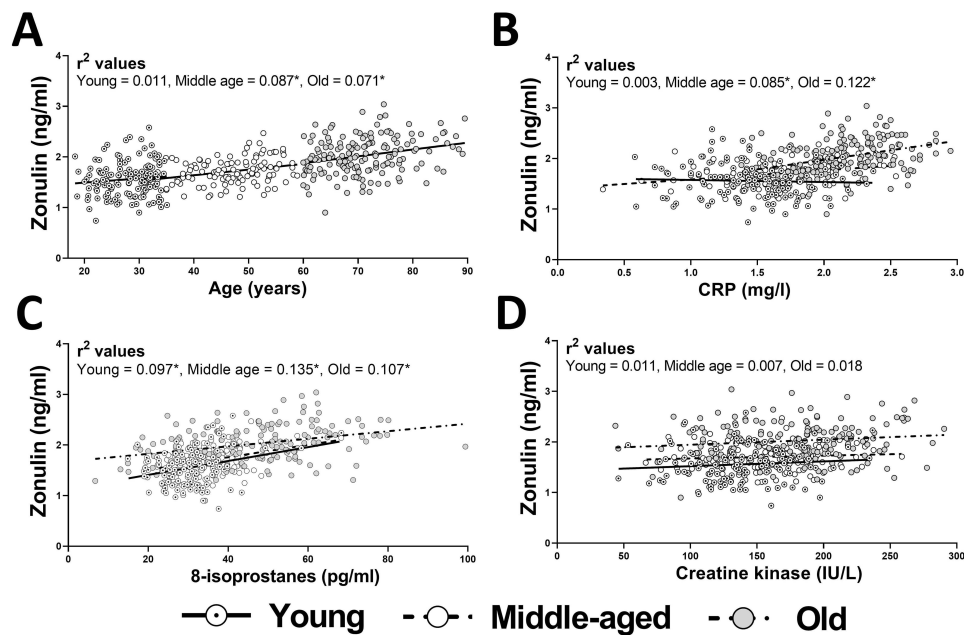 A
r² values
Young = 0.011, Middle age = 0.087*, Old = 0.071*
Zonulin (ng/ml)
4
3
2
1
0
20 30 40 50 60 70 80 90
Age (years)
B
r² values
Young = 0.003, Middle age = 0.085*, Old = 0.122*
Zonulin (ng/ml)
4
3
2
1
0
0.0 0.5 1.0 1.5 2.0 2.5 3.0
CRP (mg/l)
C
r² values
Young = 0.097*, Middle age = 0.135*, Old = 0.107*
Zonulin (ng/ml)
4
3
2
1
0
0 20 40 60 80 100
8-isoprostanes (pg/ml)
D
r² values
Young = 0.011, Middle age = 0.007, Old = 0.018
Zonulin (ng/ml)
4
3
2
1
0
0 50 100 150 200 250 300
Creatine kinase (IU/L)
Young Middle-aged Old